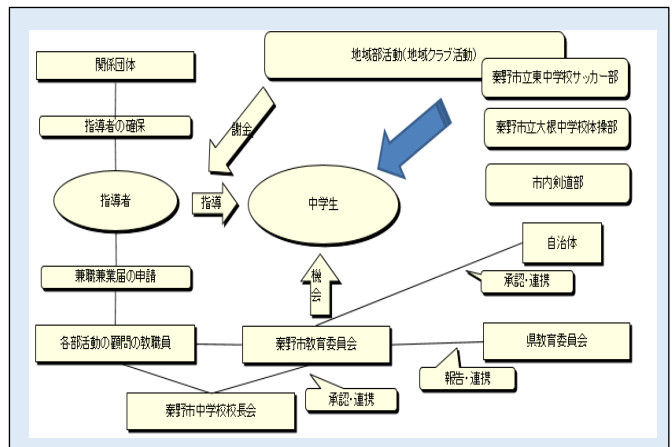 地域部活動(地域クラブ活動)
関係団体
秦野市立東中学校サッカー部
謝金
指導者の確保
秦野市立大根中学校体操部
指導者
指導
中学生
市内剣道部
自治体
機会
兼職兼業届の申請
承認・連携
各部活動の顧問の教職員
秦野市教育委員会
県教育委員会
報告・連携
承認・連携
秦野市中学校校長会